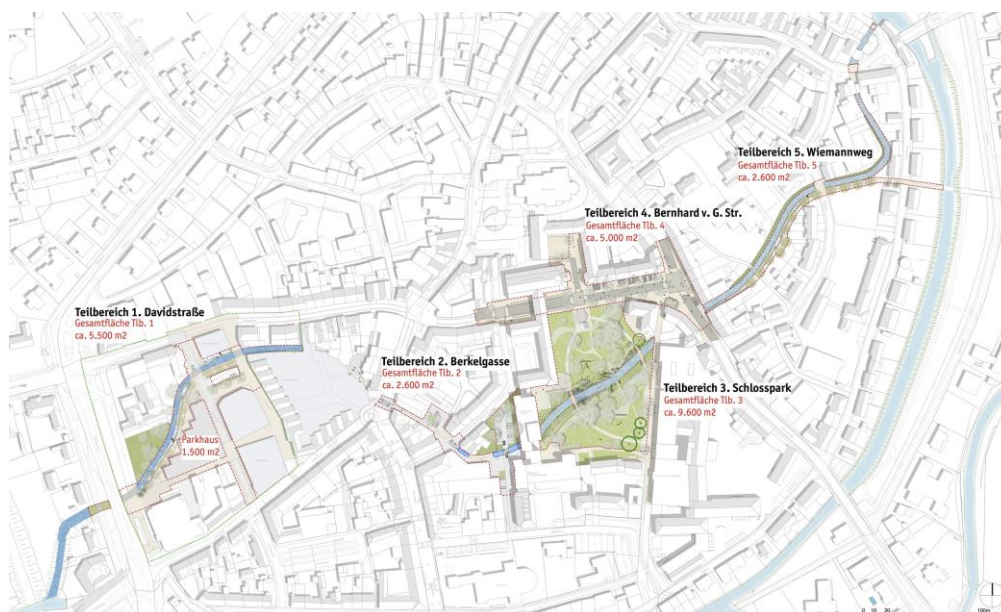 Teilbereich 5. Wiemannweg
Gesamtfläche Tlb. 5
ca. 2.600 m2
Teilbereich 4. Bernhard v. G. Str.
Gesamtfläche Tlb. 4
ca. 5.000 m2
Teilbereich 1. Davidstraße
Gesamtfläche Tlb. 1
ca. 5.500 m2
Teilbereich 2. Berkelgasse
Gesamtfläche Tlb. 2
ca. 2.600 m2
Teilbereich 3. Schlosspark
Gesamtfläche Tlb. 3
ca. 9.600 m2
Parkhaus
1.500 m2
0 10 20
100m